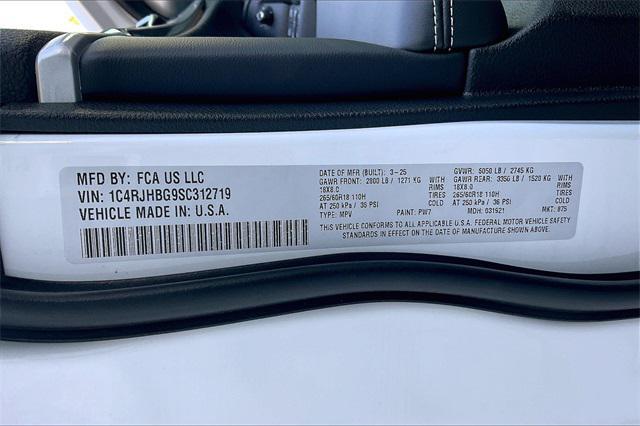 MFD BY: FCA US LLC
VIN: 1C4RJHBG9SC312719
VEHICLE MADE IN: U.S.A.
DATE OF MFR (BUILT): 3-25
GAWR FRONT: 2800 LB / 1271 KG WITH
18X8.0 RIMS
265/60R18 110H TIRES
AT 250 kPa / 36 PSI COLD
TYPE: MPV PAINT: PW7
GVWR: 6050 LB / 2745 KG
GAWR REAR: 3350 LB / 1520 KG WITH
18X8.0 RIMS
265/60R18 110H TIRES
AT 250 kPa / 36 PSI COLD
MDH: 031521 MKT: 875
THIS VEHICLE CONFORMS TO ALL APPLICABLE U.S.A. FEDERAL MOTOR VEHICLE SAFETY
STANDARDS IN EFFECT ON THE DATE OF MANUFACTURE SHOWN ABOVE.